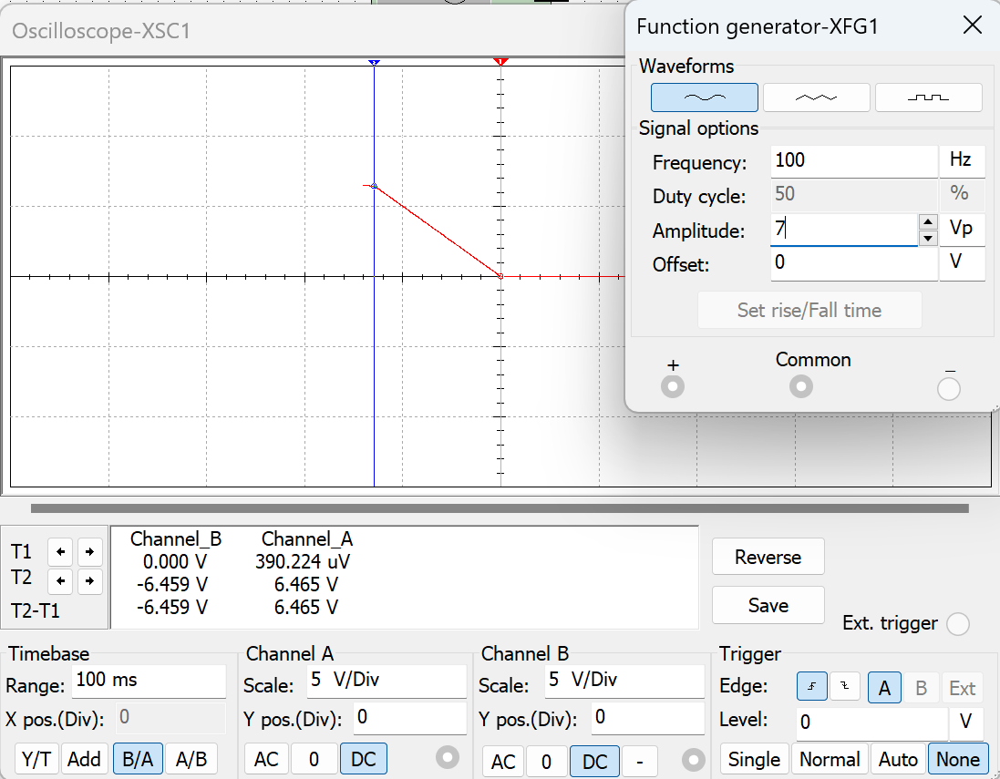 Oscilloscope-XSC1
2
1
Function generator-XFG1
Waveforms
Signal options
Frequency: 100 Hz
Duty cycle: 50 %
Amplitude: 7 Vp
Offset: 0 V
Set rise/Fall time
+ Common −
T1
T2
T2-T1
Channel_B Channel_A
0.000 V 390.224 uV
-6.459 V 6.465 V
-6.459 V 6.465 V
Reverse
Save
Ext. trigger
Timebase
Range: 100 ms
X pos.(Div): 0
Y/T Add B/A A/B
Channel A
Scale: 5 V/Div
Y pos.(Div): 0
AC 0 DC
Channel B
Scale: 5 V/Div
Y pos.(Div): 0
AC 0 DC -
Trigger
Edge: A B Ext
Level: 0 V
Single Normal Auto None